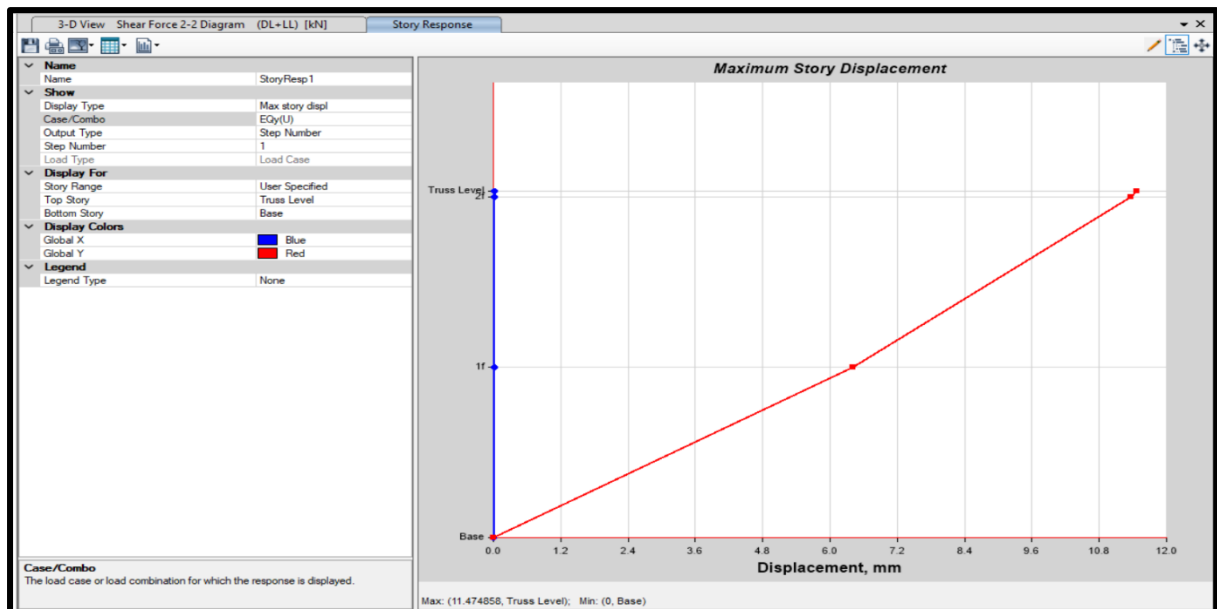 3-D View Shear Force 2-2 Diagram (DL+LL) [kN] Story Response
Name
Name StoryResp1
Show
Display Type Max story displ
Case/Combo EQy(U)
Output Type Step Number
Step Number 1
Load Type Load Case
Display For
Story Range User Specified
Top Story Truss Level
Bottom Story Base
Display Colors
Global X Blue
Global Y Red
Legend
Legend Type None
Case/Combo
The load case or load combination for which the response is displayed.
Maximum Story Displacement
Truss Level
2f
1f
Base
0.0 1.2 2.4 3.6 4.8 6.0 7.2 8.4 9.6 10.8 12.0
Displacement, mm
Max: (11.474858, Truss Level); Min: (0, Base)